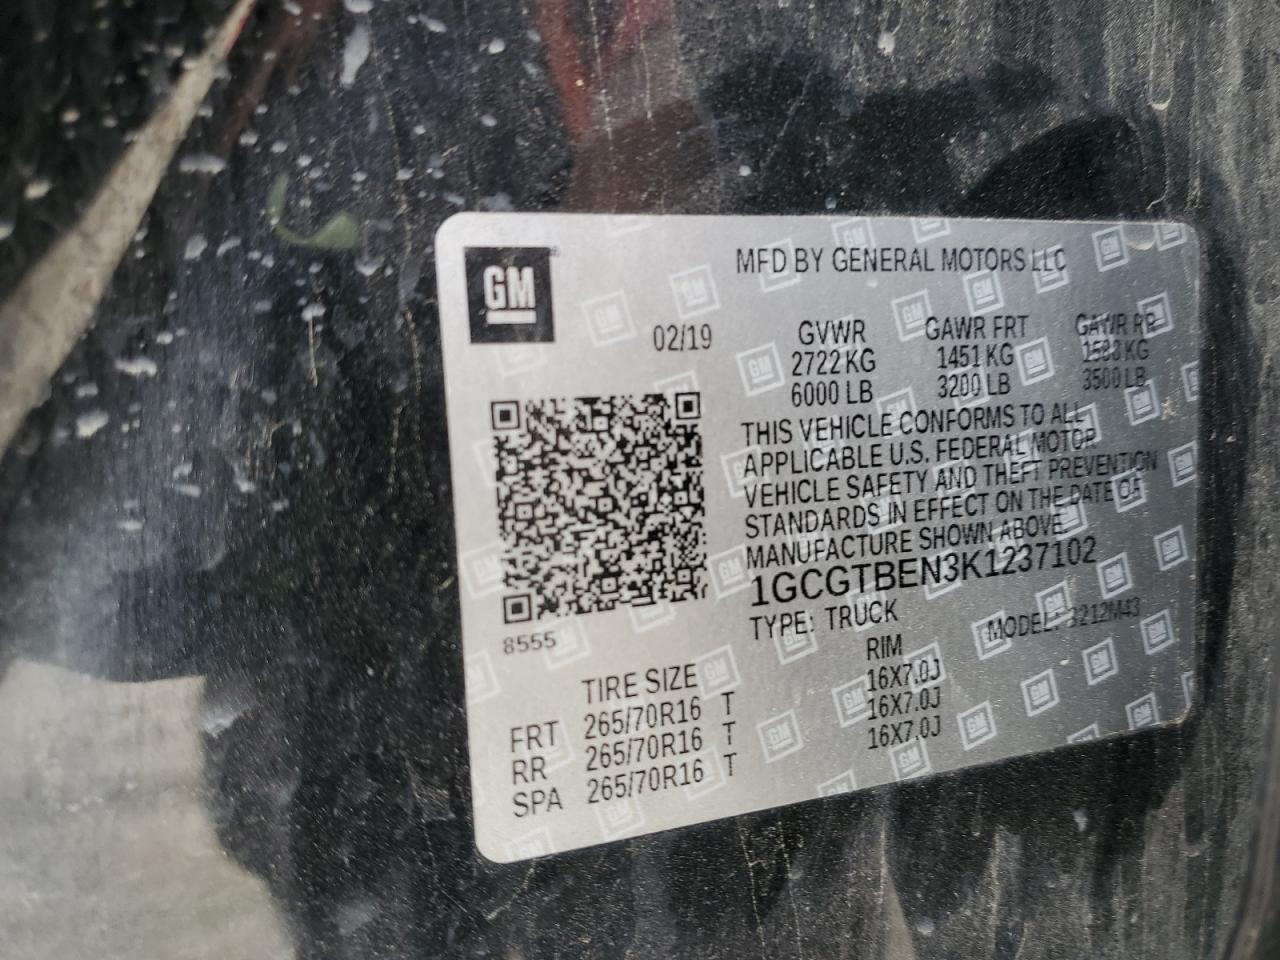 GM
MFD BY GENERAL MOTORS LLC
02/19 GVWR GAWR FRT GAWR RR
2722 KG 1451 KG 1588 KG
6000 LB 3200 LB 3500 LB
THIS VEHICLE CONFORMS TO ALL
APPLICABLE U.S. FEDERAL MOTOR
VEHICLE SAFETY AND THEFT PREVENTION
STANDARDS IN EFFECT ON THE DATE OF
MANUFACTURE SHOWN ABOVE
1GCGTBEN3K1237102
TYPE: TRUCK MODEL:
8555
TIRE SIZE RIM
FRT 265/70R16 T 16X7.0J
RR 265/70R16 T 16X7.0J
SPA 265/70R16 T 16X7.0J